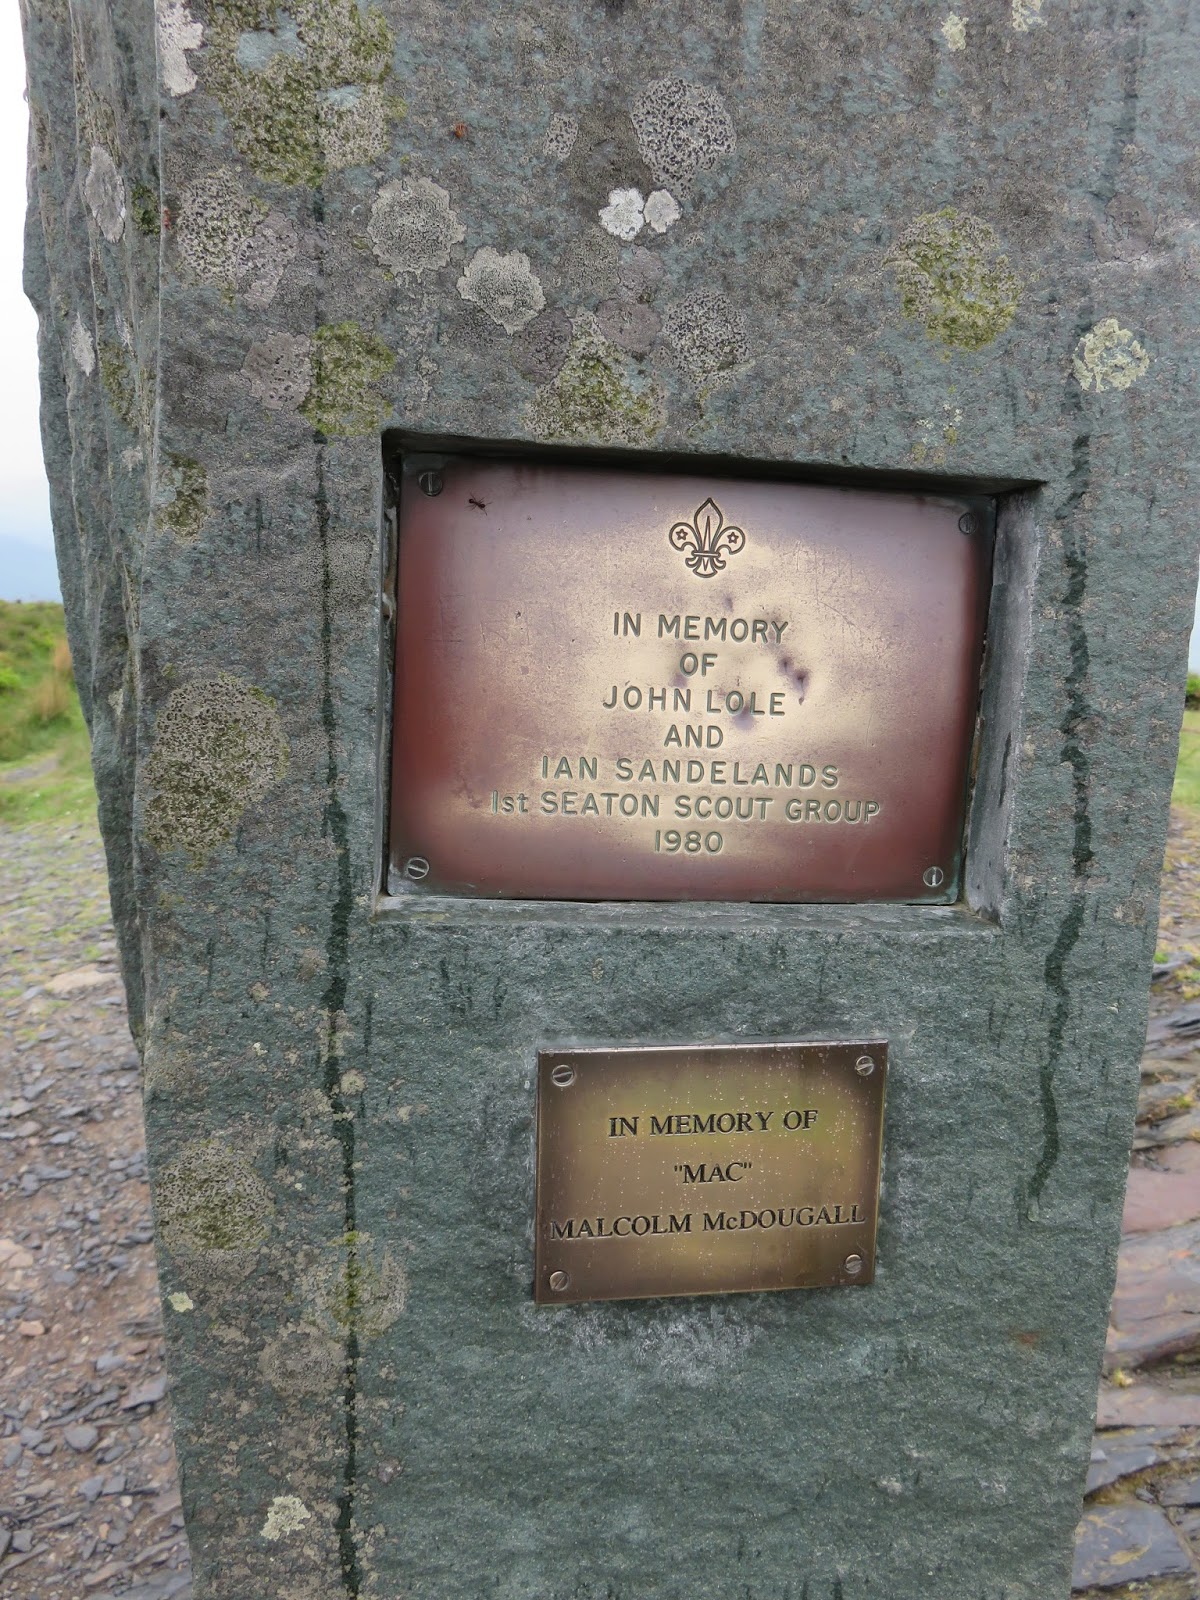 IN MEMORY
OF
JOHN LOLE
AND
IAN SANDELANDS
1st SEATON SCOUT GROUP
1980
IN MEMORY OF
"MAC"
MALCOLM McDOUGALL